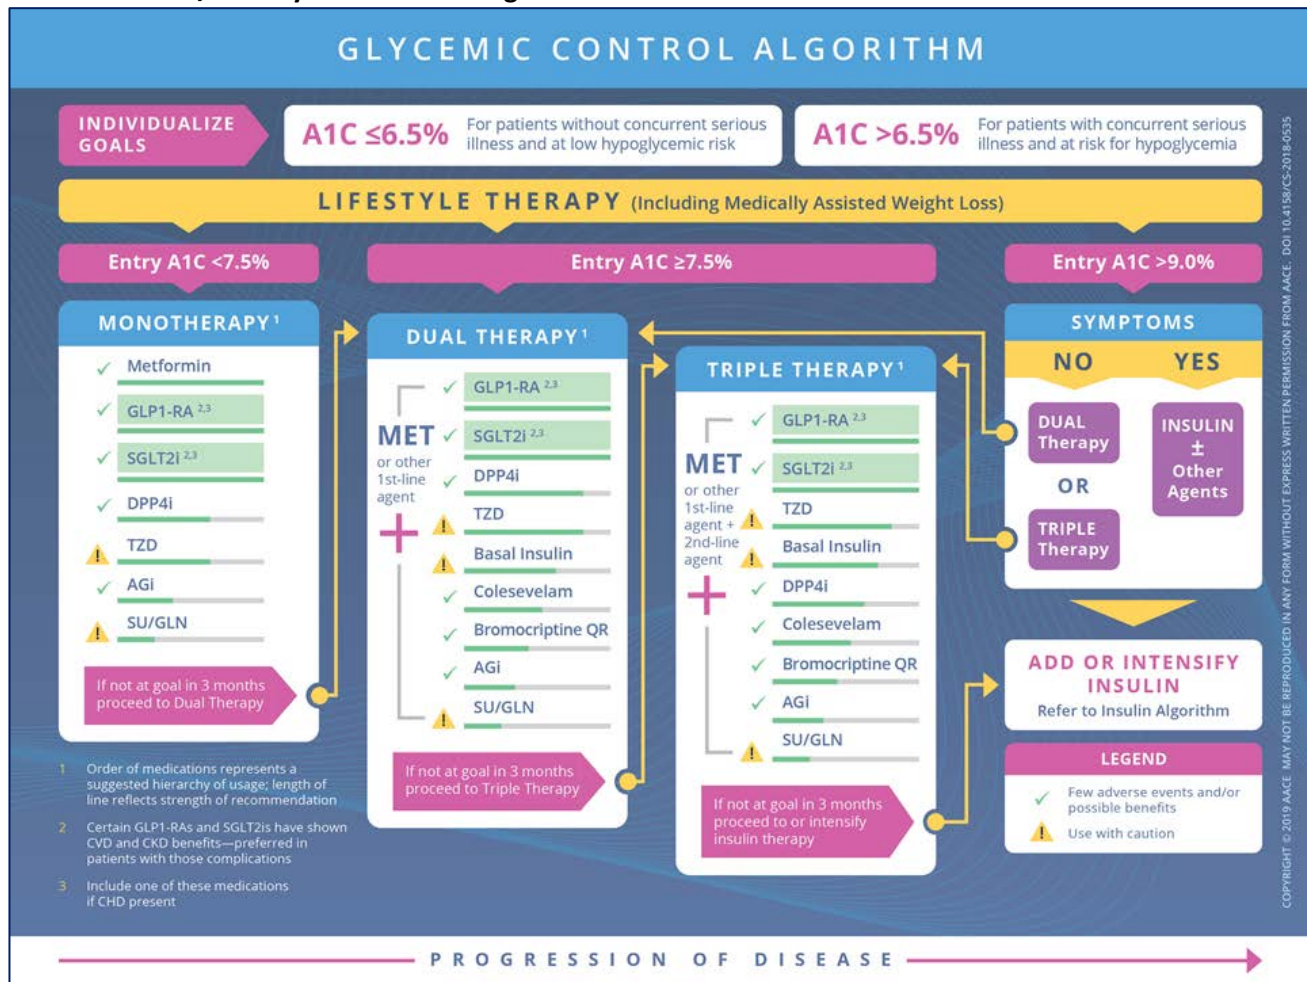 GLYCEMIC CONTROL ALGORITHM
INDIVIDUALIZE
GOALS
A1C ≤6.5%
For patients without concurrent serious
illness and at low hypoglycemic risk
A1C >6.5%
For patients with concurrent serious
illness and at risk for hypoglycemia
LIFESTYLE THERAPY (Including Medically Assisted Weight Loss)
Entry A1C <7.5%
Entry A1C ≥7.5%
Entry A1C >9.0%
MONOTHERAPY 1
Metformin
GLP1-RA 2,3
SGLT2i 2,3
DPP4i
TZD
AGi
SU/GLN
If not at goal in 3 months
proceed to Dual Therapy
DUAL THERAPY 1
MET
or other
1st-line
agent
+
GLP1-RA 2,3
SGLT2i 2,3
DPP4i
TZD
Basal Insulin
Colesevelam
Bromocriptine QR
AGi
SU/GLN
If not at goal in 3 months
proceed to Triple Therapy
TRIPLE THERAPY 1
MET
or other
1st-line
agent +
2nd-line
agent
+
GLP1-RA 2,3
SGLT2i 2,3
TZD
Basal Insulin
DPP4i
Colesevelam
Bromocriptine QR
AGi
SU/GLN
If not at goal in 3 months
proceed to or intensify
insulin therapy
SYMPTOMS
NO
YES
DUAL
Therapy
OR
TRIPLE
Therapy
INSULIN
±
Other
Agents
ADD OR INTENSIFY
INSULIN
Refer to Insulin Algorithm
LEGEND
Few adverse events and/or
possible benefits
Use with caution
1 Order of medications represents a
suggested hierarchy of usage; length of
line reflects strength of recommendation
2 Certain GLP1-RAs and SGLT2is have shown
CVD and CKD benefits—preferred in
patients with those complications
3 Include one of these medications
if CHD present
PROGRESSION OF DISEASE
COPYRIGHT © 2019 AACE MAY NOT BE REPRODUCED IN ANY FORM WITHOUT EXPRESS WRITTEN PERMISSION FROM AACE. DOI 10.4158/CS-2018-0535